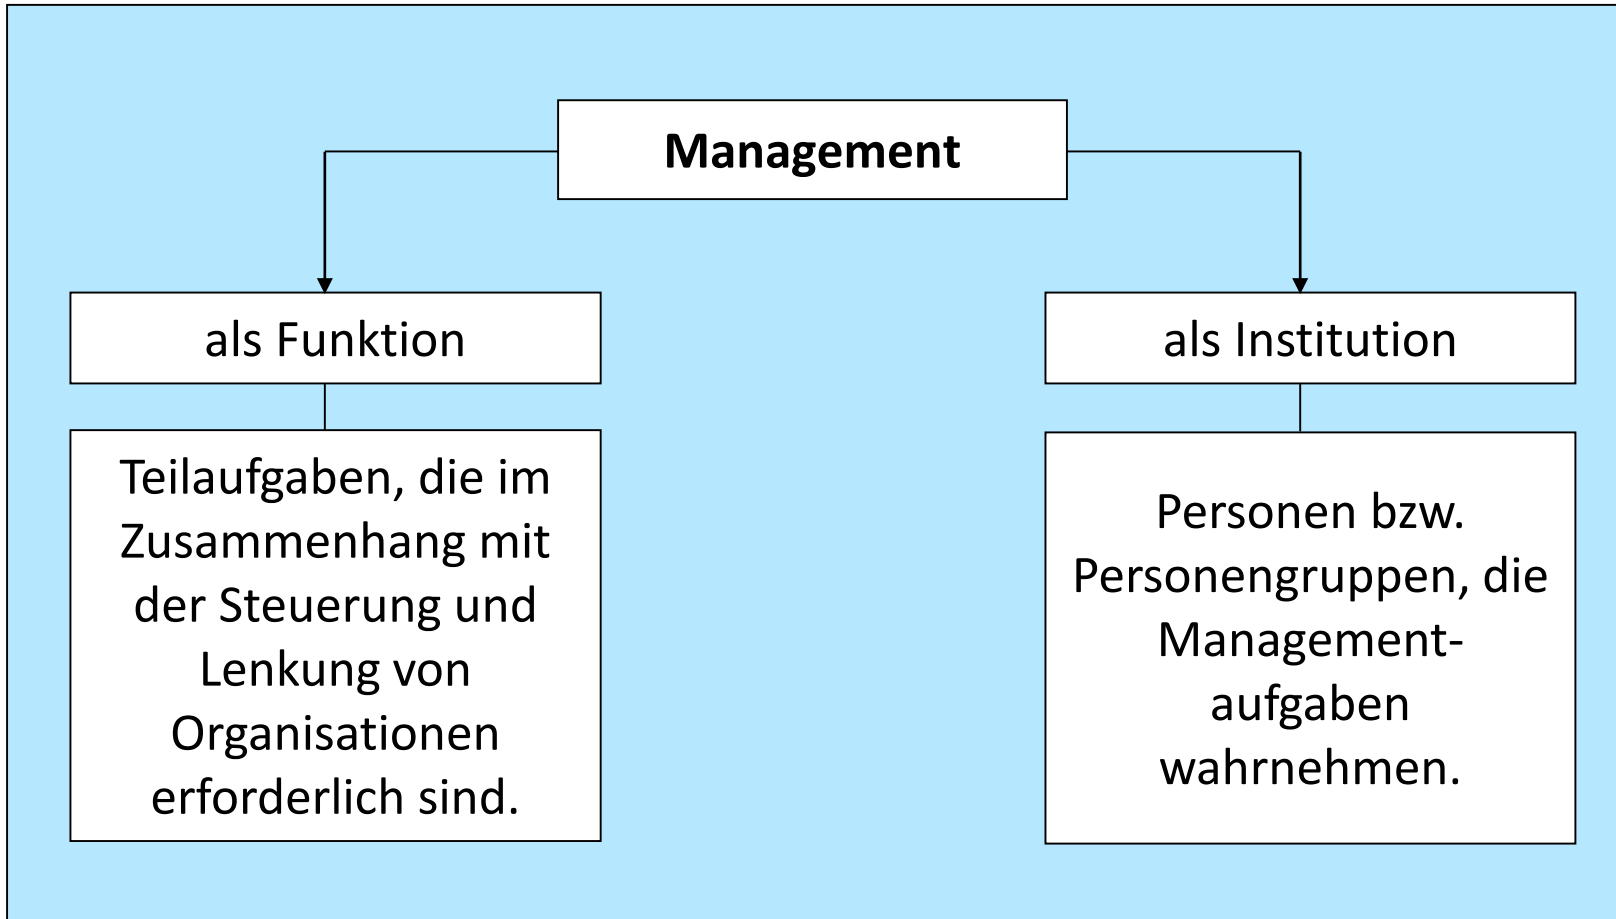 Management
als Funktion
Teilaufgaben, die im
Zusammenhang mit
der Steuerung und
Lenkung von
Organisationen
erforderlich sind.
als Institution
Personen bzw.
Personengruppen, die
Management-
aufgaben
wahrnehmen.